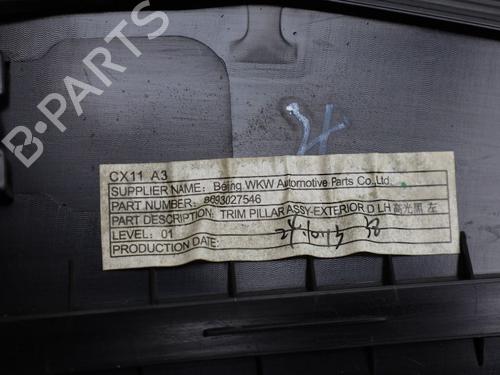 B-PARTS
CX11 A3
SUPPLIER NAME: Beijing WKW Automotive Parts Co.,Ltd.
PART NUMBER: 6693027546
PART DESCRIPTION: TRIM PILLAR ASSY-EXTERIOR D LH 高光黑 左
LEVEL: 01
PRODUCTION DATE: